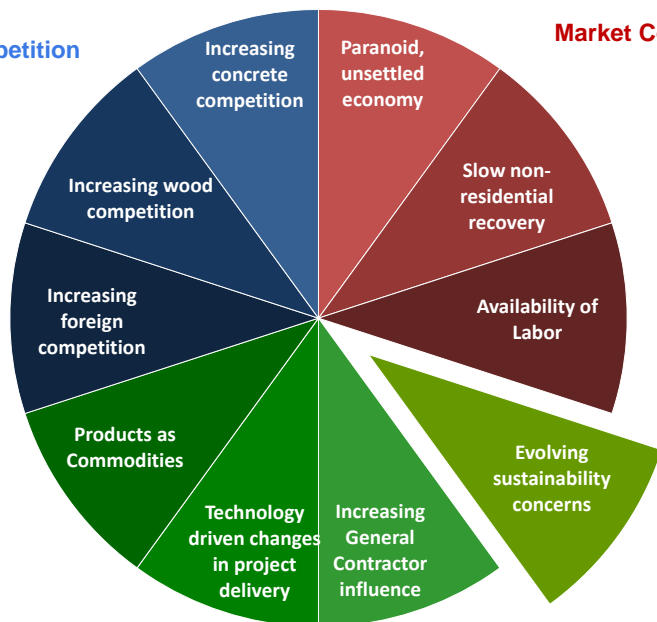 petition
Market Co
Increasing
concrete
competition
Paranoid,
unsettled
economy
Slow non-
residential
recovery
Availability of
Labor
Evolving
sustainability
concerns
Increasing
General
Contractor
influence
Technology
driven changes
in project
delivery
Products as
Commodities
Increasing
foreign
competition
Increasing wood
competition